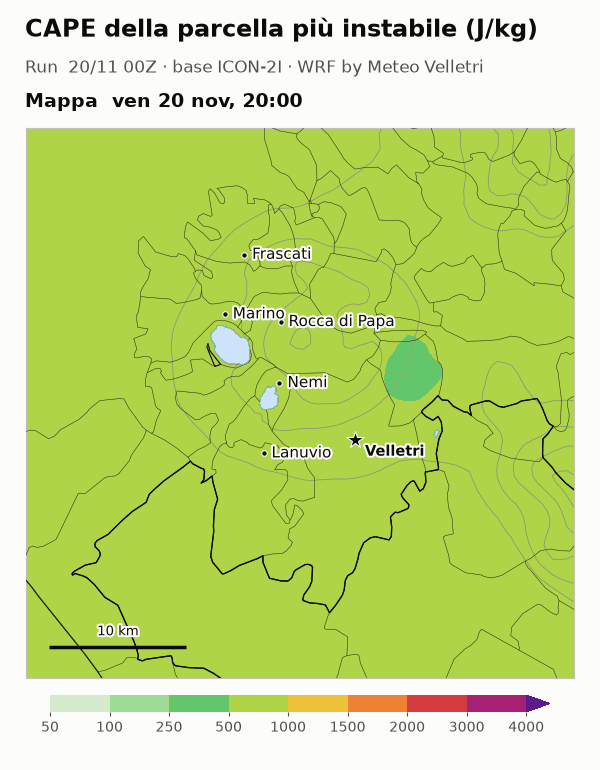 CAPE della parcella più instabile (J/kg)
Run  20/11 00Z · base ICON-2I · WRF by Meteo Velletri
Mappa  ven 20 nov, 20:00
Frascati
Marino
Rocca di Papa
Nemi
Velletri
Lanuvio
10 km
50 100 250 500 1000 1500 2000 3000 4000